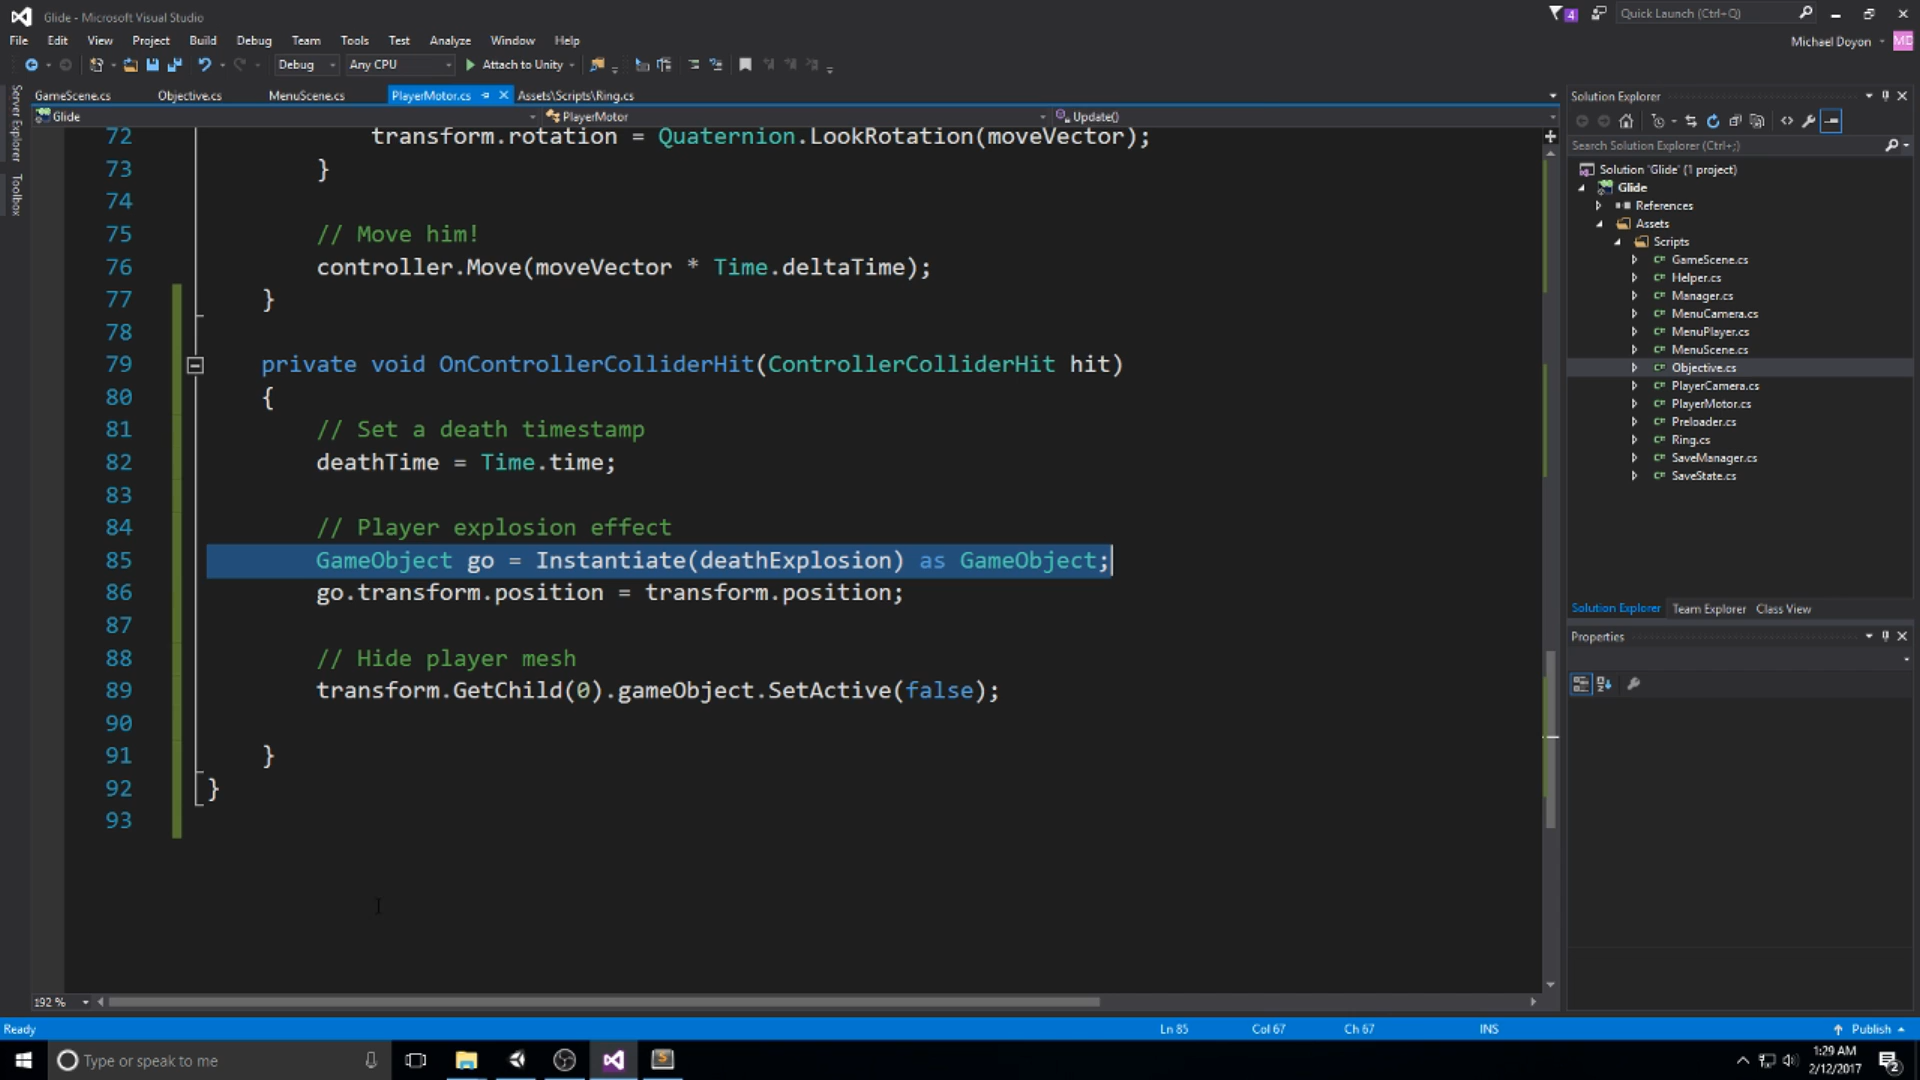 Glide - Microsoft Visual Studio
4
Quick Launch (Ctrl+Q)
File Edit View Project Build Debug Team Tools Test Analyze Window Help
Michael Doyon
MD
Debug Any CPU Attach to Unity
Server Explorer
Toolbox
GameScene.cs Objective.cs MenuScene.cs PlayerMotor.cs Assets\Scripts\Ring.cs
Glide PlayerMotor Update()
72 transform.rotation = Quaternion.LookRotation(moveVector);
73 }
74
75 // Move him!
76 controller.Move(moveVector * Time.deltaTime);
77 }
78
79 private void OnControllerColliderHit(ControllerColliderHit hit)
80 {
81 // Set a death timestamp
82 deathTime = Time.time;
83
84 // Player explosion effect
85 GameObject go = Instantiate(deathExplosion) as GameObject;
86 go.transform.position = transform.position;
87
88 // Hide player mesh
89 transform.GetChild(0).gameObject.SetActive(false);
90
91 }
92 }
93
192 %
Solution Explorer
Search Solution Explorer (Ctrl+;)
Solution 'Glide' (1 project)
Glide
References
Assets
Scripts
C# GameScene.cs
C# Helper.cs
C# Manager.cs
C# MenuCamera.cs
C# MenuPlayer.cs
C# MenuScene.cs
C# Objective.cs
C# PlayerCamera.cs
C# PlayerMotor.cs
C# Preloader.cs
C# Ring.cs
C# SaveManager.cs
C# SaveState.cs
Solution Explorer Team Explorer Class View
Properties
Ready Ln 85 Col 67 Ch 67 INS Publish
Type or speak to me
1:29 AM
2/12/2017
2